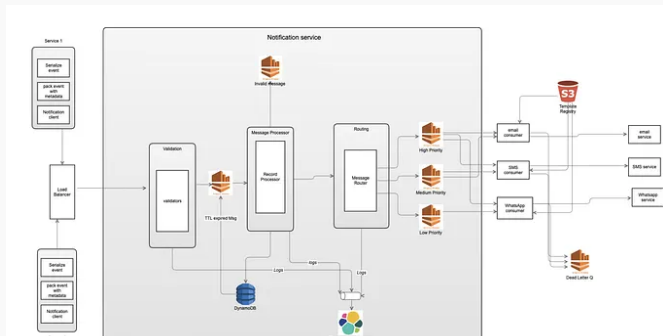 Notification service
Service 1
Serialize
event
pack event
with
metadata
Notification
client
Invalid Message
Message Processor
Record
Processor
Validation
validators
Routing
Message
Router
High Priority
Medium Priority
Low Priority
S3
Template
Registry
email
consumer
SMS
consumer
WhatsApp
consumer
email
service
SMS service
Whatsapp
service
Load
Balancer
TTL expired Msg
Logs
logs
Logs
DynamoDB
Dead Letter Q
Serialize
event
pack event
with
metadata
Notification
client